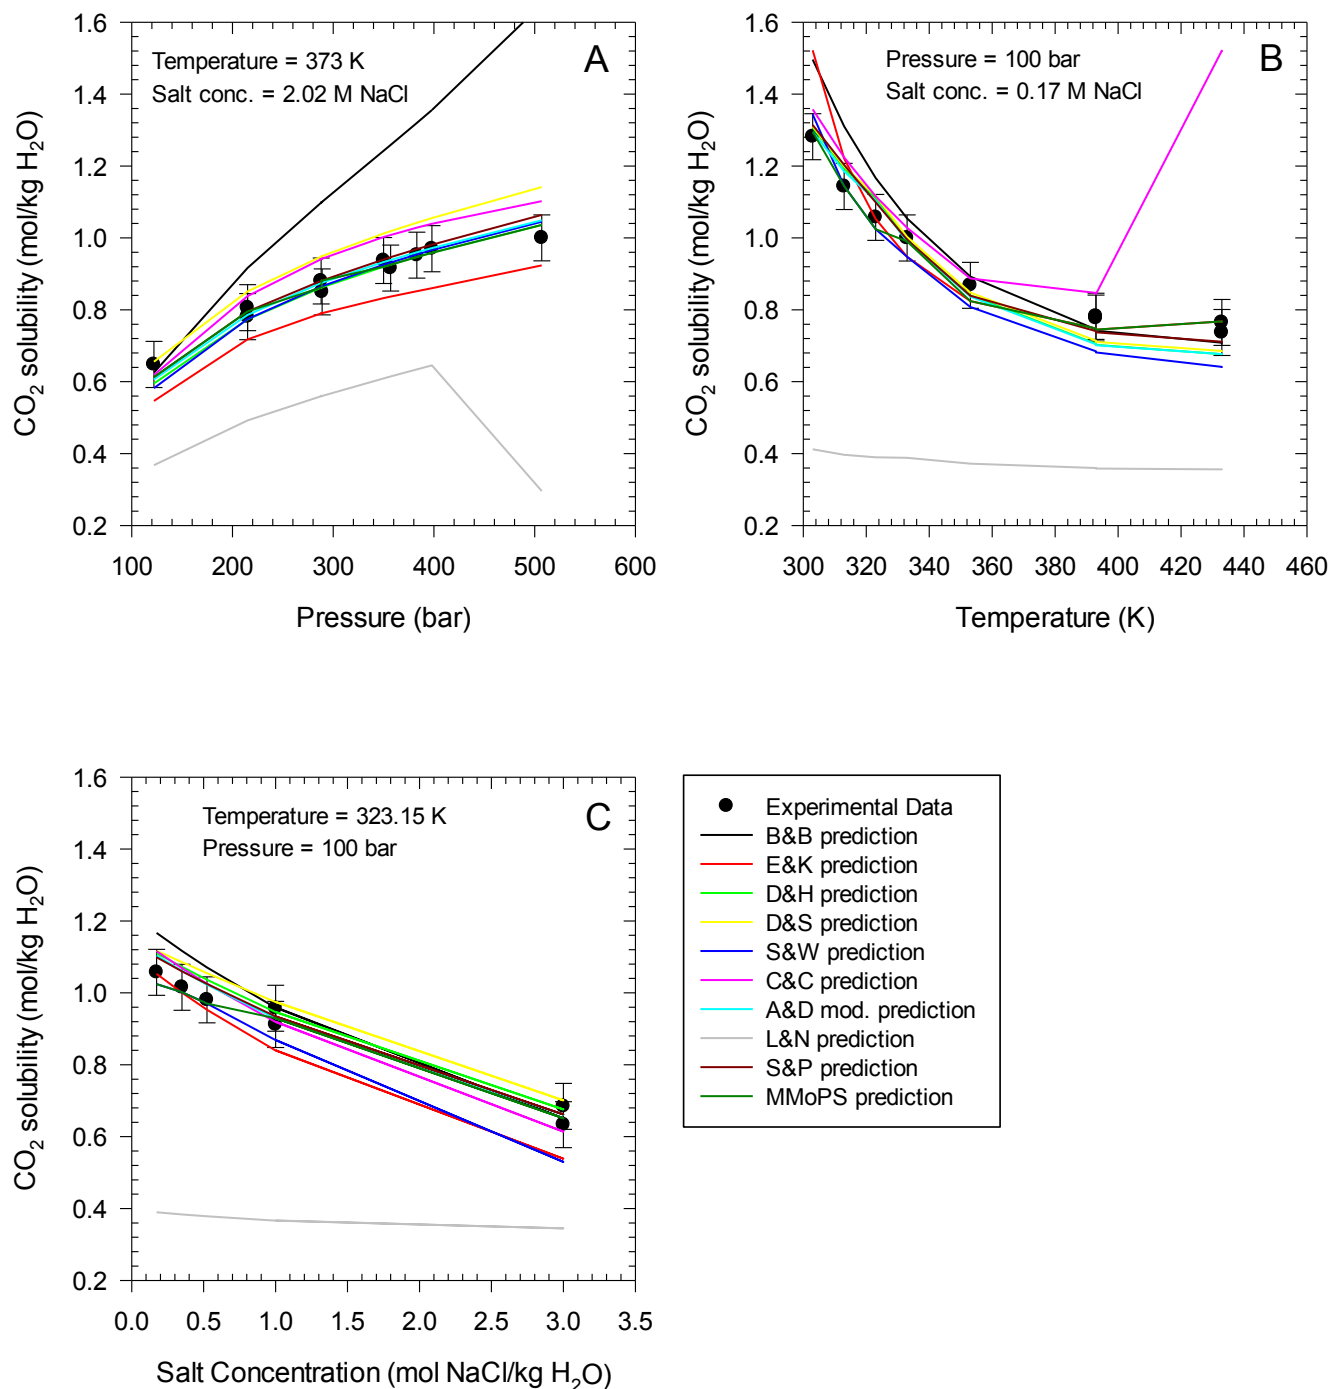 A
Temperature = 373 K
Salt conc. = 2.02 M NaCl
CO2 solubility (mol/kg H2O)
1.6
1.4
1.2
1.0
0.8
0.6
0.4
0.2
100 200 300 400 500 600
Pressure (bar)
B
Pressure = 100 bar
Salt conc. = 0.17 M NaCl
CO2 solubility (mol/kg H2O)
1.6
1.4
1.2
1.0
0.8
0.6
0.4
0.2
300 320 340 360 380 400 420 440 460
Temperature (K)
C
Temperature = 323.15 K
Pressure = 100 bar
CO2 solubility (mol/kg H2O)
1.6
1.4
1.2
1.0
0.8
0.6
0.4
0.2
0.0 0.5 1.0 1.5 2.0 2.5 3.0 3.5
Salt Concentration (mol NaCl/kg H2O)
Experimental Data
B&B prediction
E&K prediction
D&H prediction
D&S prediction
S&W prediction
C&C prediction
A&D mod. prediction
L&N prediction
S&P prediction
MMoPS prediction